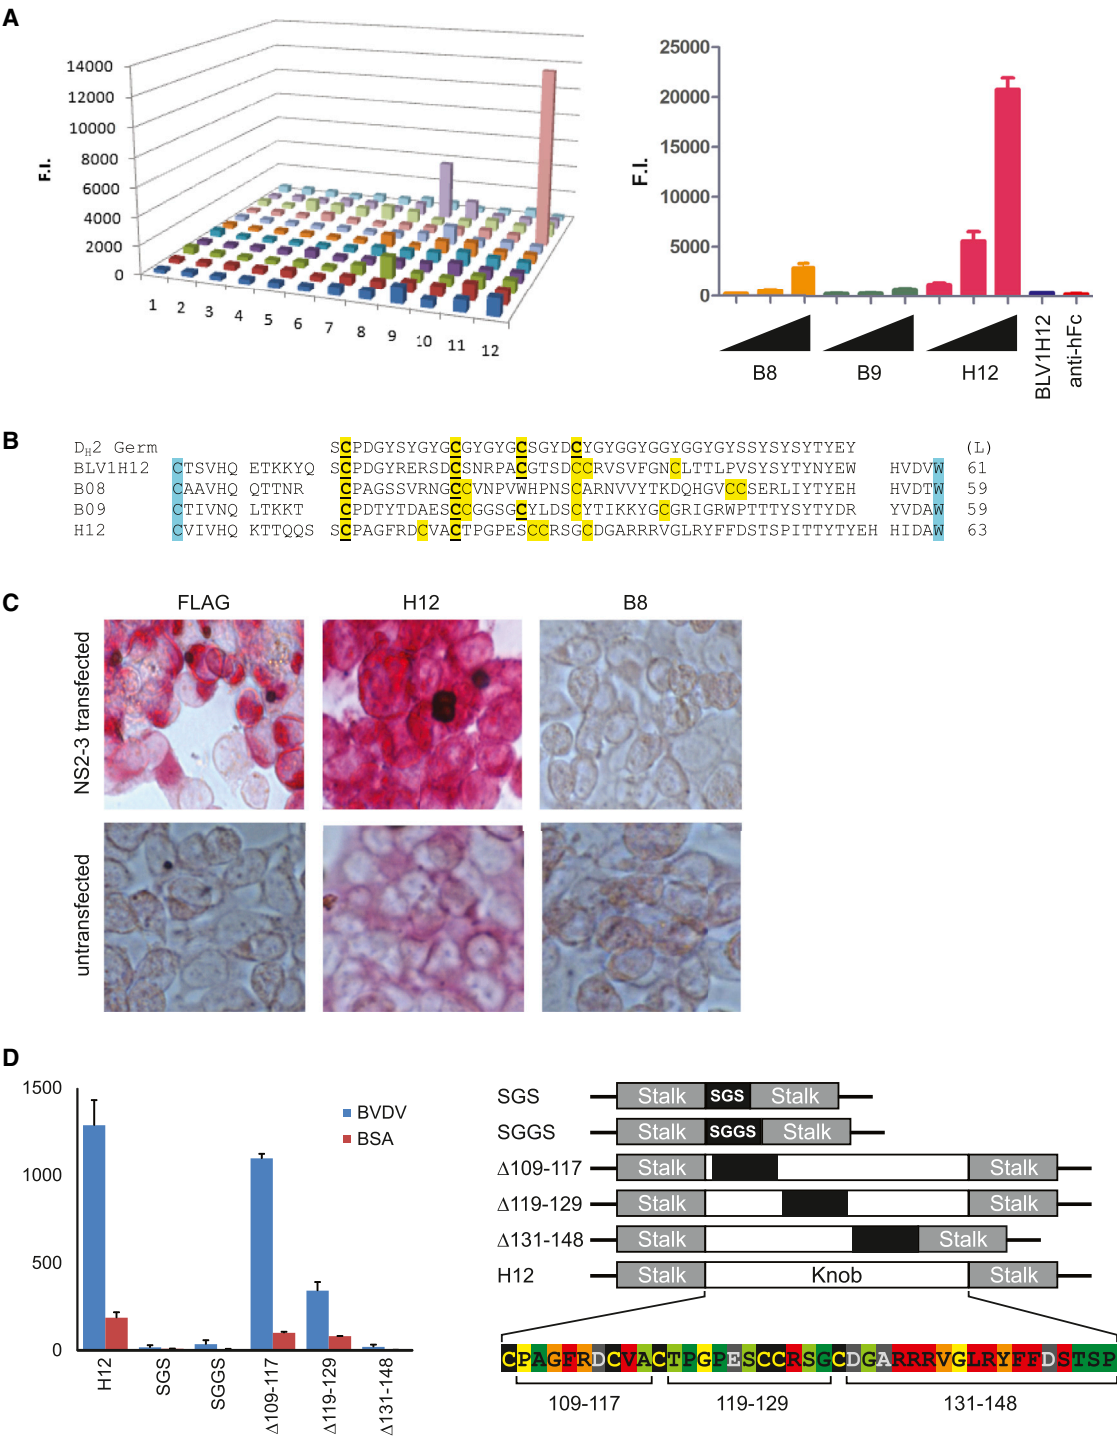 A
14000
12000
10000
8000
6000
4000
2000
0
F.I.
1 2 3 4 5 6 7 8 9 10 11 12
25000
20000
15000
10000
5000
0
F.I.
B8 B9 H12 BLV1H12 anti-hFc
B
DH2 Germ SCPDGYSYGYGCGYGYGCSGYDCYGYGGYGGYGGYGYSSYSYSYTYEY (L)
BLV1H12 CTSVHQ ETKKYQ SCPDGYRERSDCSNRPACGTSDCCRVSVFGNCLTTLPVSYSYTYNYEW HVDVW 61
B08 CAAVHQ QTTNR CPAGSSVRNGCCVNPVWHPNSCARNVVYTKDQHGVCCSERLIYTYEH HVDTW 59
B09 CTIVNQ LTKKT CPDTYTDAESCCGGSGCYLDSCYTIKKYGCGRIGRWPTTTYSYTYDR YVDAW 59
H12 CVIVHQ KTTQQS SCPAGFRDCVACTPGPESCCRSGCDGARRRVGLRYFFDSTSPITTYTYEH HIDAW 63
C
FLAG H12 B8
NS2-3 transfected
untransfected
D
1500
1000
500
0
BVDV
BSA
H12 SGS SGGS Δ109-117 Δ119-129 Δ131-148
SGS Stalk SGS Stalk
SGGS Stalk SGGS Stalk
Δ109-117 Stalk Stalk
Δ119-129 Stalk Stalk
Δ131-148 Stalk Stalk
H12 Stalk Knob Stalk
CPAGFRDCVACTPGPESCCRSGCDGARRRVGLRYFFDSTSP
109-117 119-129 131-148